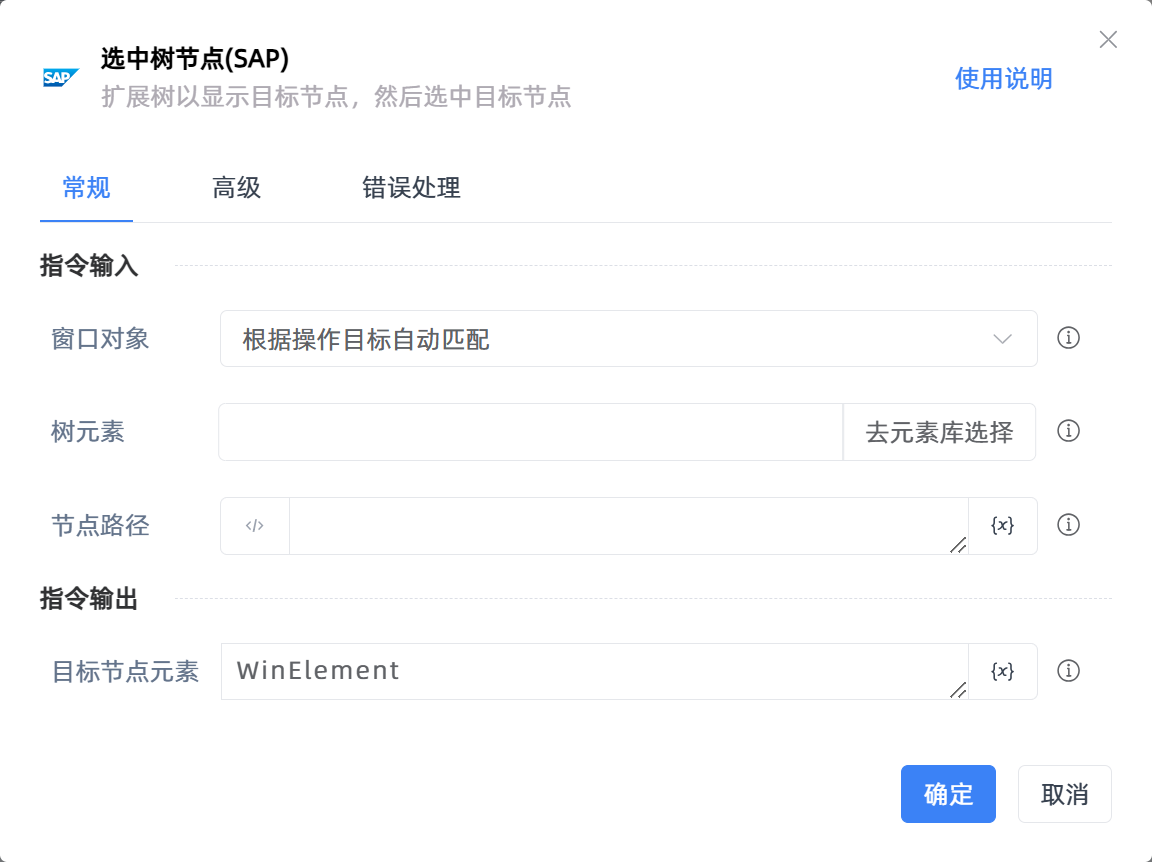 SAP
选中树节点(SAP)
扩展树以显示目标节点，然后选中目标节点
使用说明
常规
高级
错误处理
指令输入
窗口对象
根据操作目标自动匹配
树元素
去元素库选择
节点路径
</>
{x}
指令输出
目标节点元素
WinElement
{x}
确定
取消